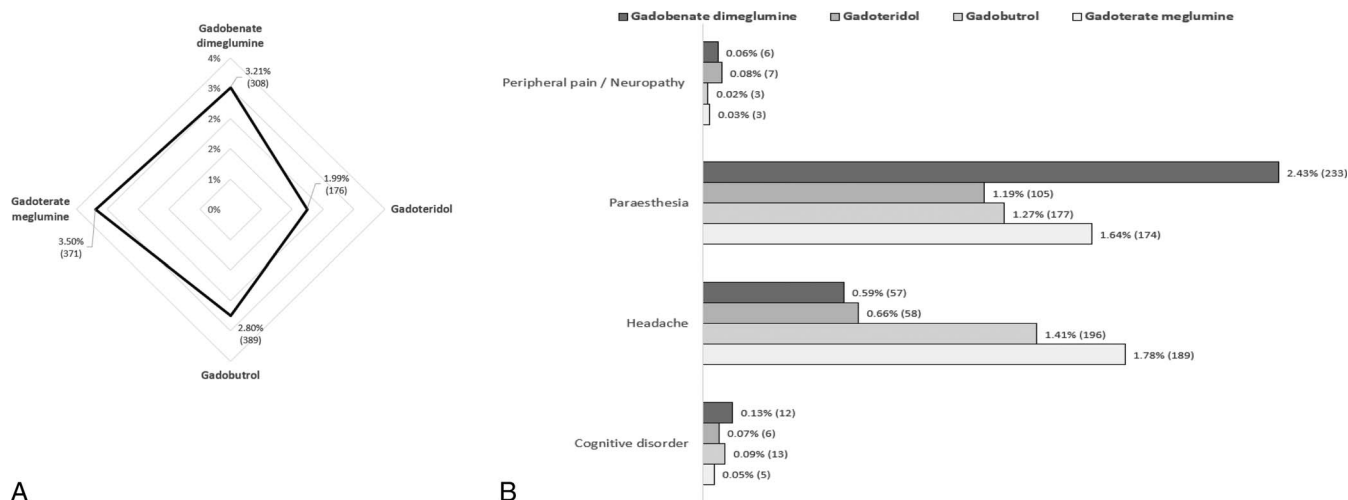 Gadobenate
dimeglumine
4%
3.21%
(308)
3%
2%
2%
1%
0%
1.99%
(176)
Gadoteridol
Gadoterate
meglumine
3.50%
(371)
2.80%
(389)
Gadobutrol
A
Gadobenate dimeglumine Gadoteridol Gadobutrol Gadoterate meglumine
Peripheral pain / Neuropathy
0.06% (6)
0.08% (7)
0.02% (3)
0.03% (3)
Paraesthesia
2.43% (233)
1.19% (105)
1.27% (177)
1.64% (174)
Headache
0.59% (57)
0.66% (58)
1.41% (196)
1.78% (189)
Cognitive disorder
0.13% (12)
0.07% (6)
0.09% (13)
0.05% (5)
B